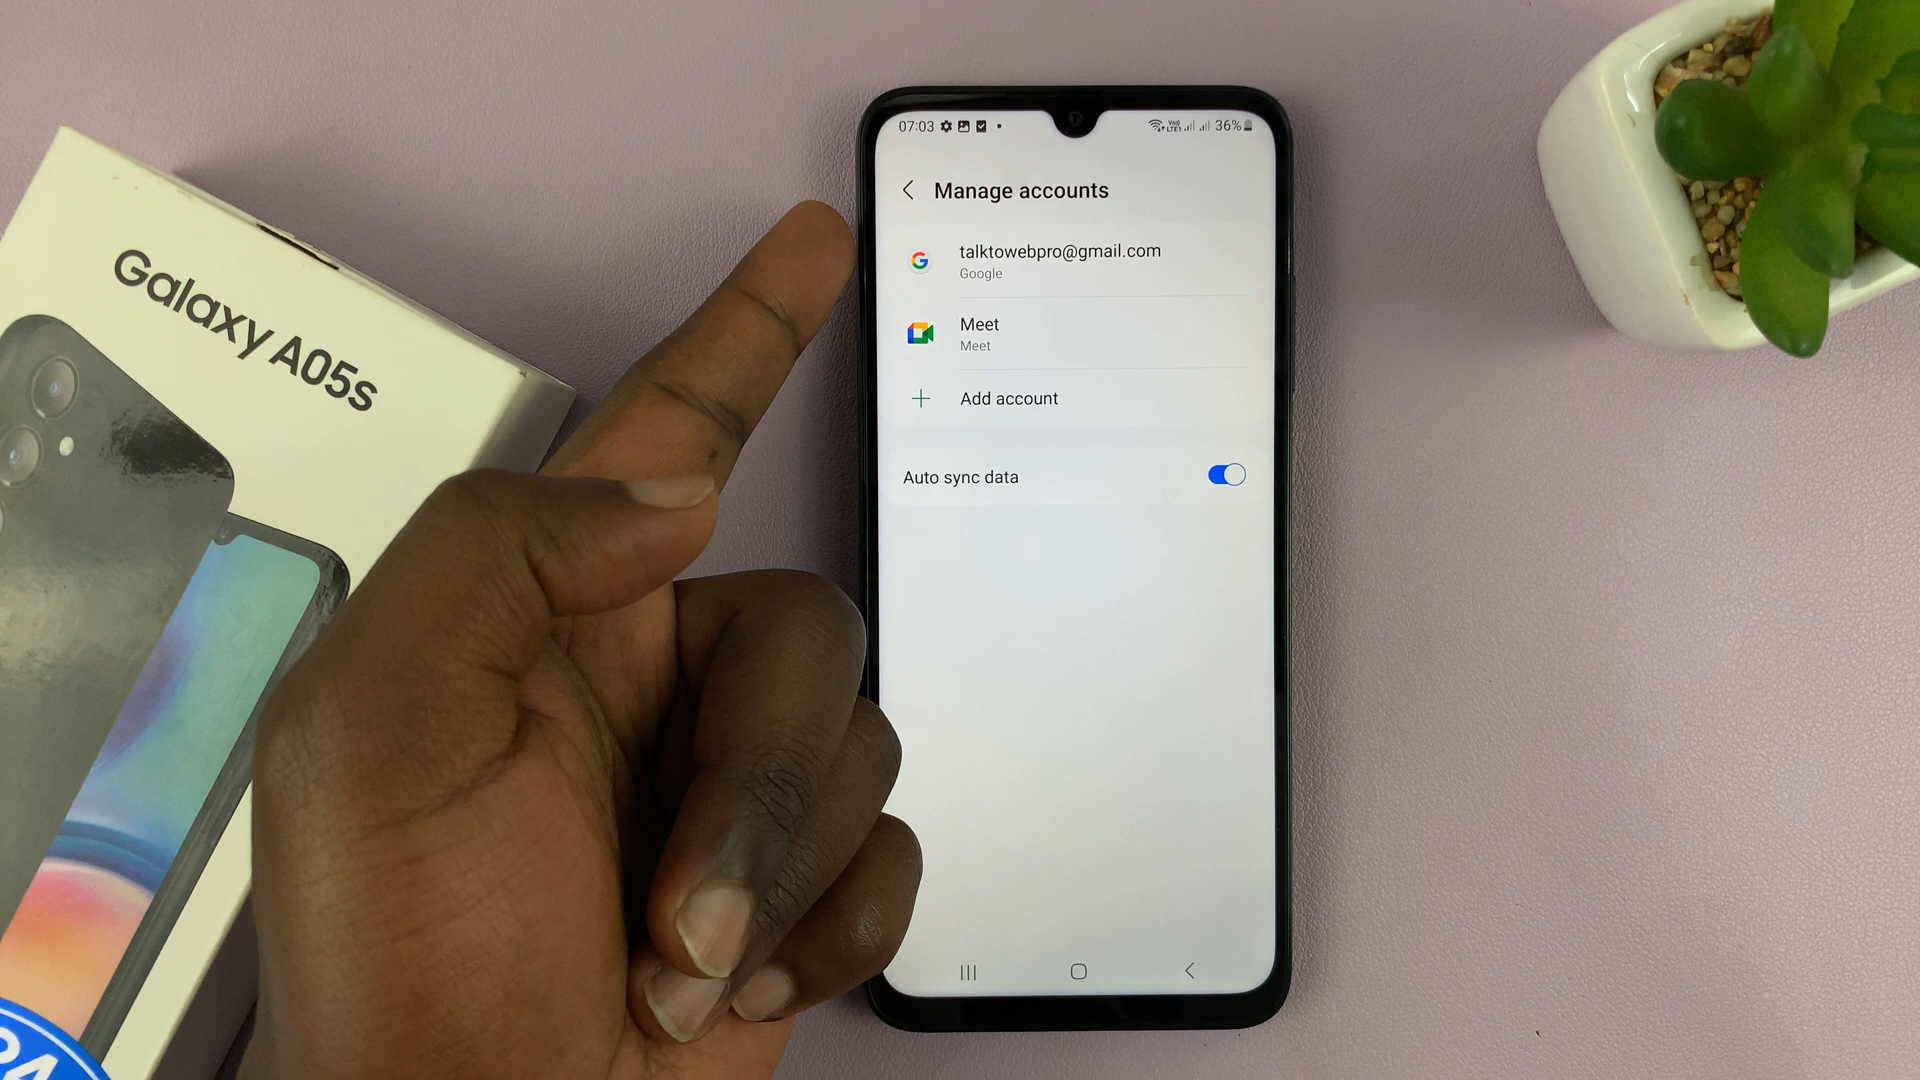 Galaxy A05s
07:03
36%
Manage accounts
talktowebpro@gmail.com
Google
Meet
Meet
Add account
Auto sync data